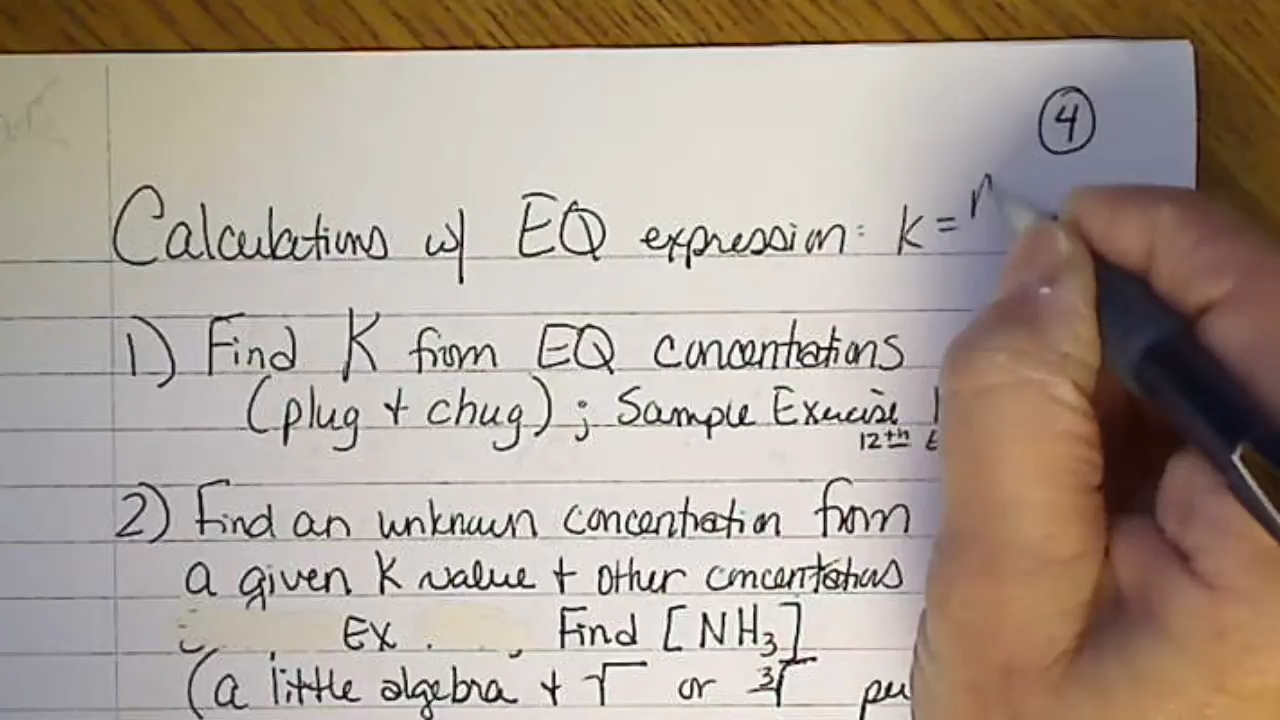 4
Calculations w/ EQ expression: K =
1) Find K from EQ concentrations
(plug + chug); Sample Exercise
12th
2) Find an unknown concentration from
a given K value + other concentrations
Ex. Find [NH₃]
(a little algebra + √ or ∛